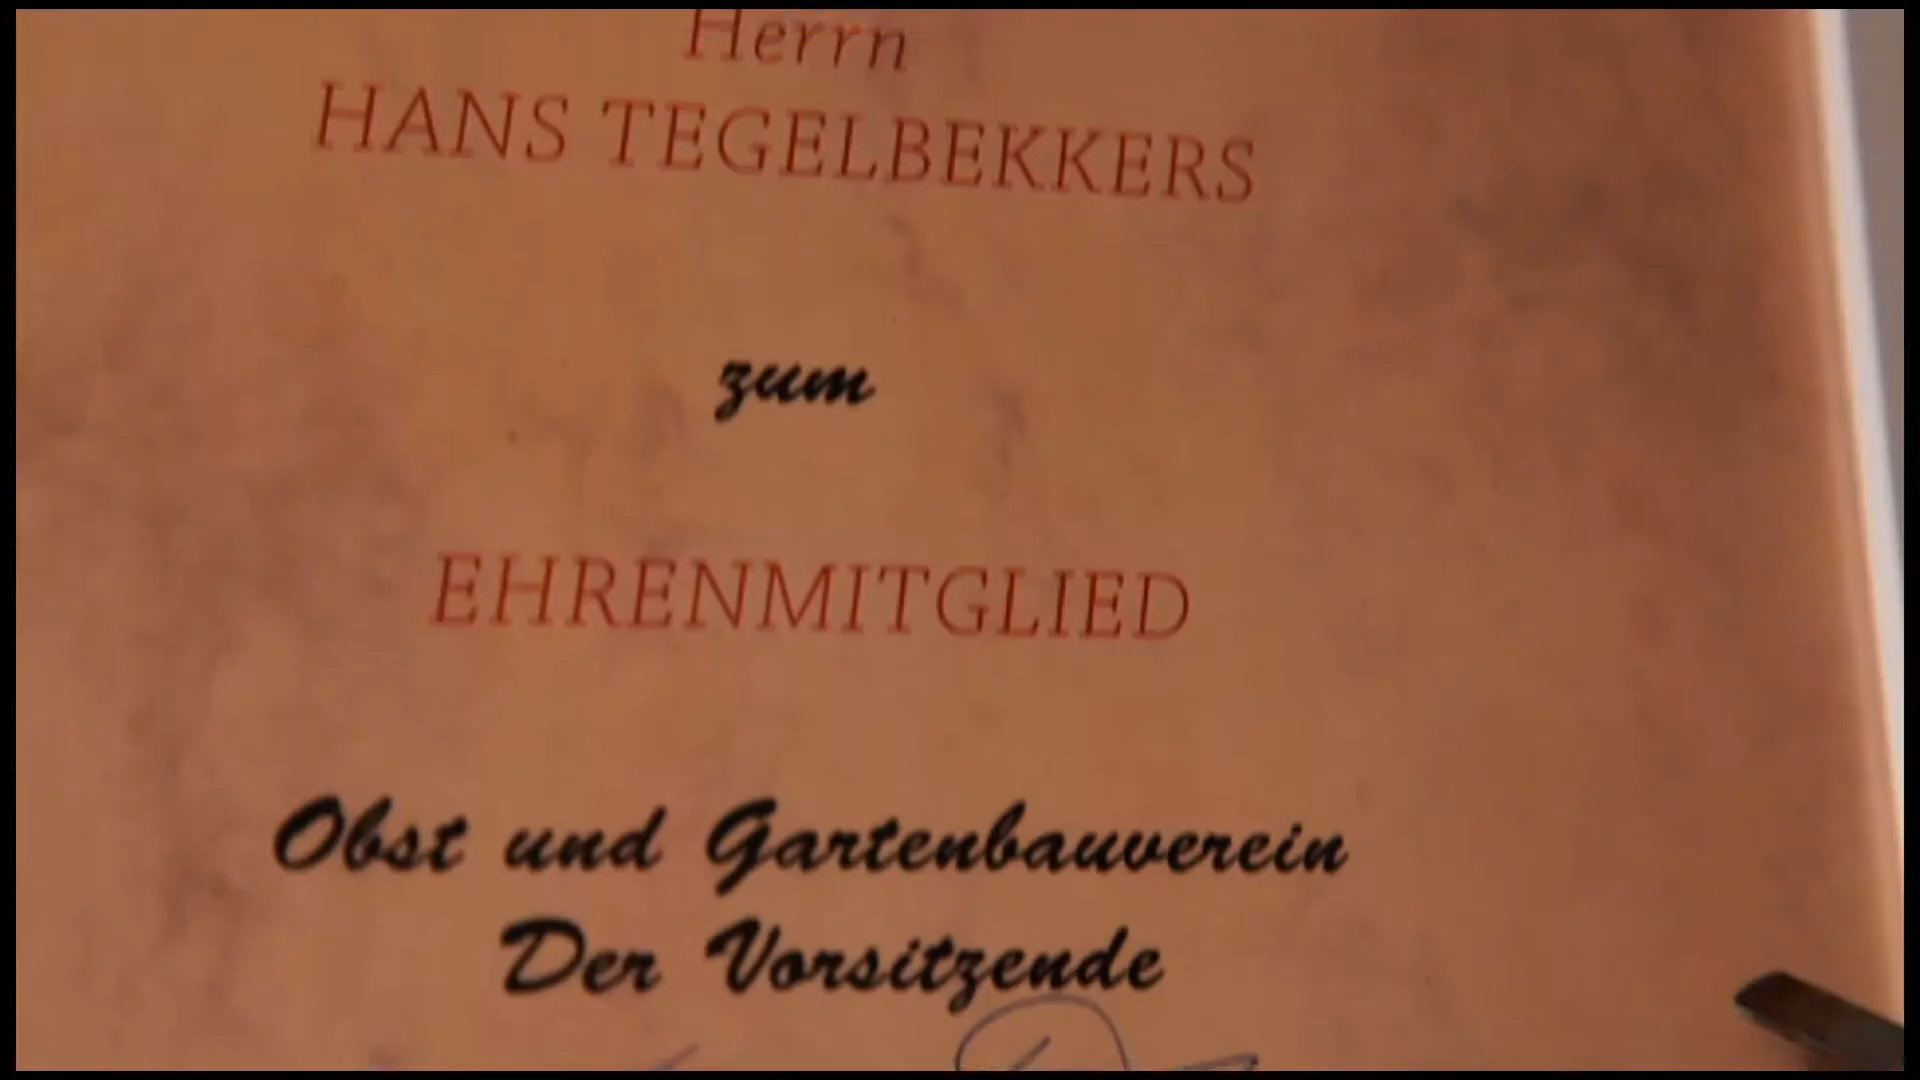 Herrn
HANS TEGELBEKKERS
zum
EHRENMITGLIED
Obst und Gartenbauverein
Der Vorsitzende